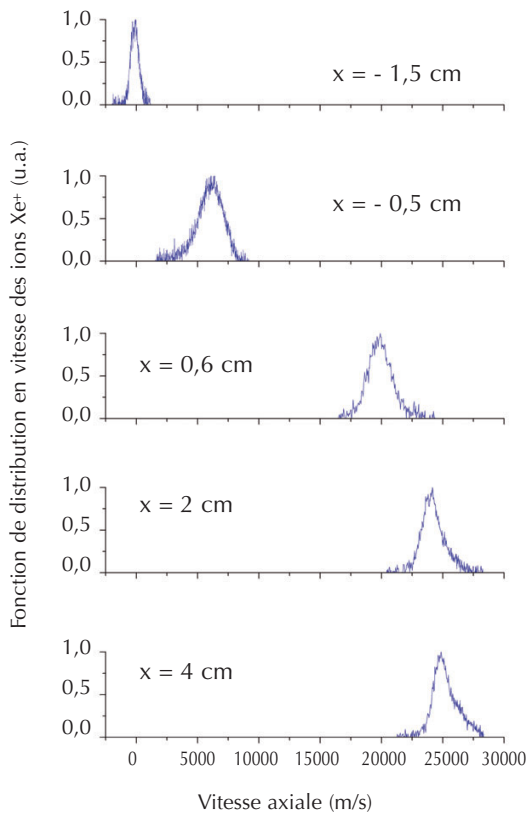 1,0
0,5
0,0
x = - 1,5 cm
1,0
0,5
0,0
x = - 0,5 cm
1,0
0,5
0,0
x = 0,6 cm
1,0
0,5
0,0
x = 2 cm
1,0
0,5
0,0
x = 4 cm
0 5000 10000 15000 20000 25000 30000
Vitesse axiale (m/s)
Fonction de distribution en vitesse des ions Xe⁺ (u.a.)